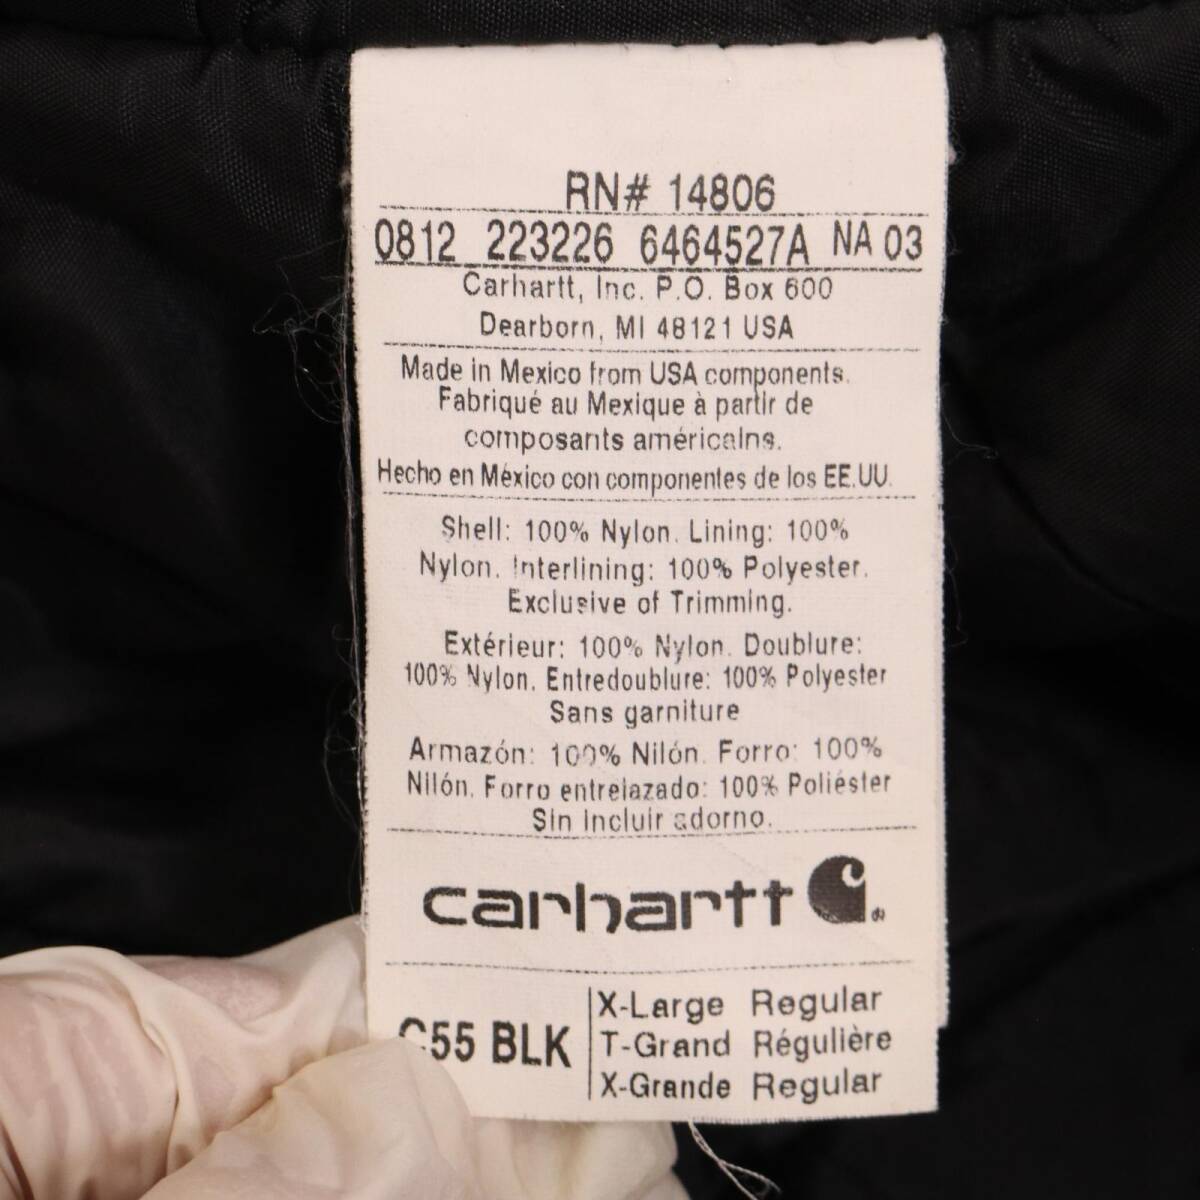 RN# 14806
0812 223226 6464527A NA 03
Carhartt, Inc. P.O. Box 600
Dearborn, MI 48121 USA
Made in Mexico from USA components.
Fabriqué au Mexique à partir de
composants américains.
Hecho en México con componentes de los EE.UU.
Shell: 100% Nylon. Lining: 100%
Nylon. Interlining: 100% Polyester.
Exclusive of Trimming.
Extérieur: 100% Nylon. Doublure:
100% Nylon. Entredoublure: 100% Polyester
Sans garniture
Armazón: 100% Nilón. Forro: 100%
Nilón. Forro entrelazado: 100% Poliéster
Sin incluir adorno.
carhartt
BLK
X-Large Regular
T-Grand Régulière
X-Grande Regular